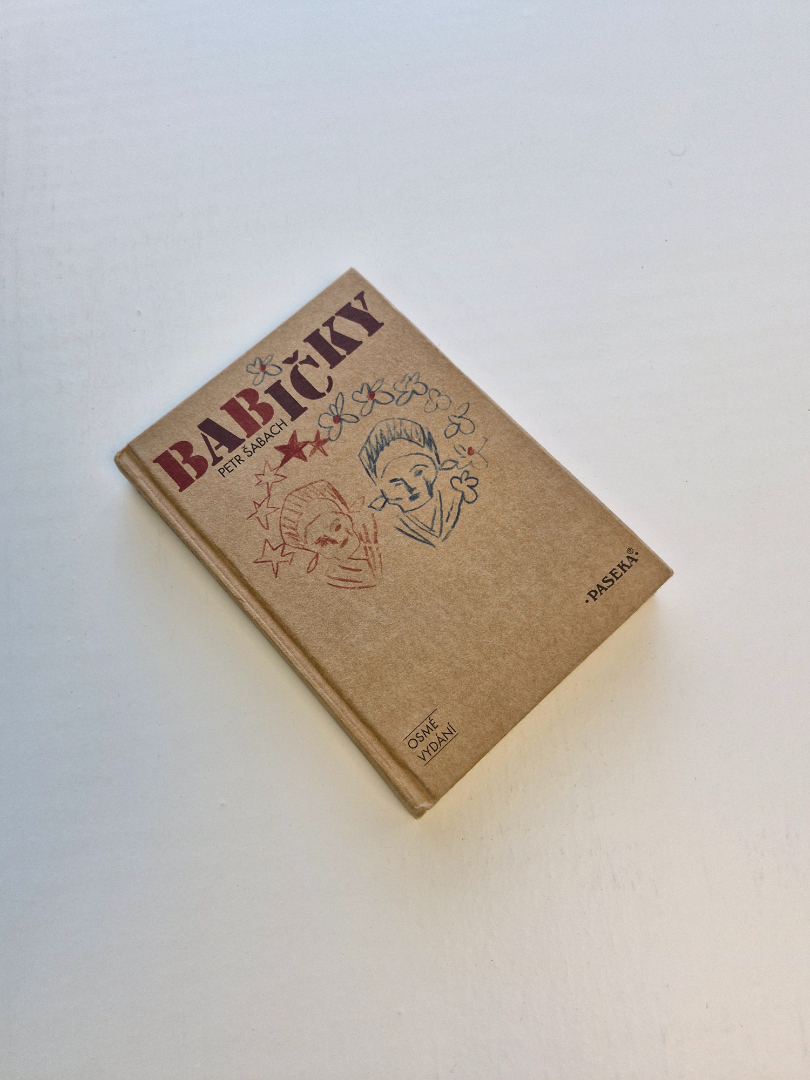 BABIČKY
PETR ŠABACH
·PASEKA®·
OSMÉ
VYDÁNÍ